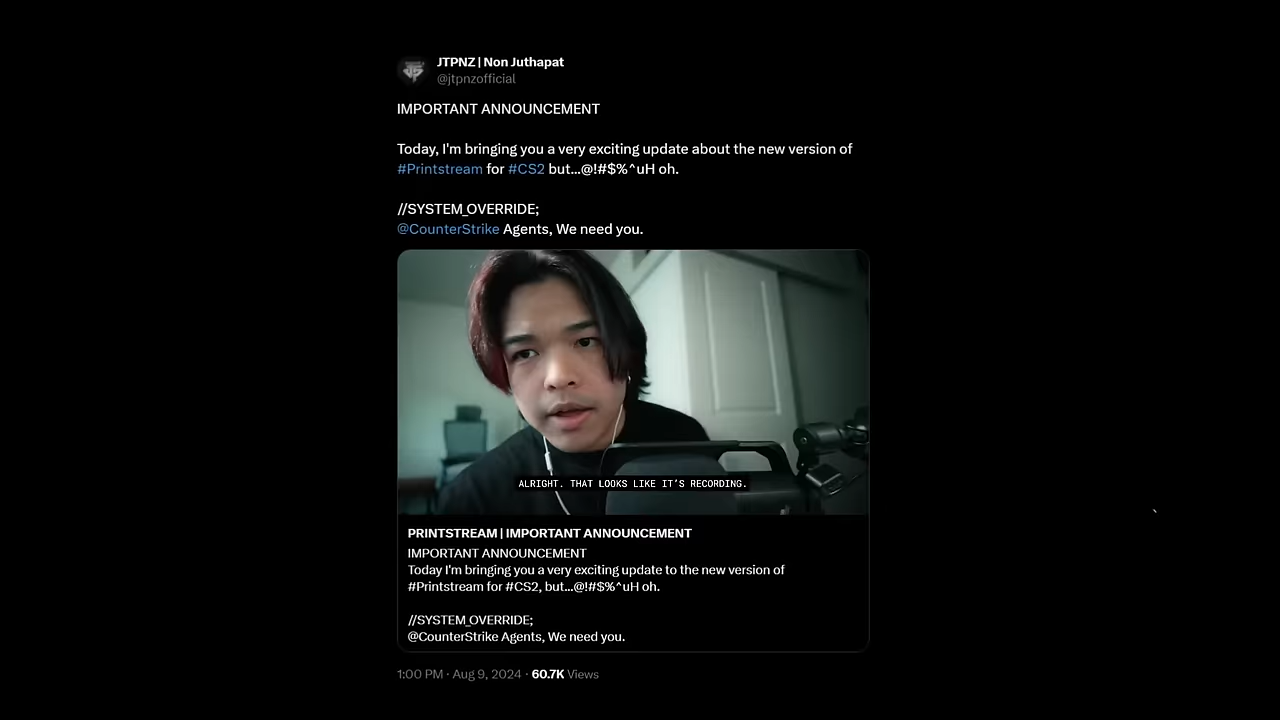 JTPNZ | Non Juthapat
@jtpnzofficial
IMPORTANT ANNOUNCEMENT
Today, I'm bringing you a very exciting update about the new version of
#Printstream for #CS2 but...@!#$%^uH oh.
//SYSTEM_OVERRIDE;
@CounterStrike Agents, We need you.
ALRIGHT. THAT LOOKS LIKE IT'S RECORDING.
PRINTSTREAM | IMPORTANT ANNOUNCEMENT
IMPORTANT ANNOUNCEMENT
Today I'm bringing you a very exciting update to the new version of
#Printstream for #CS2, but...@!#$%^uH oh.
//SYSTEM_OVERRIDE;
@CounterStrike Agents, We need you.
1:00 PM · Aug 9, 2024 · 60.7K Views